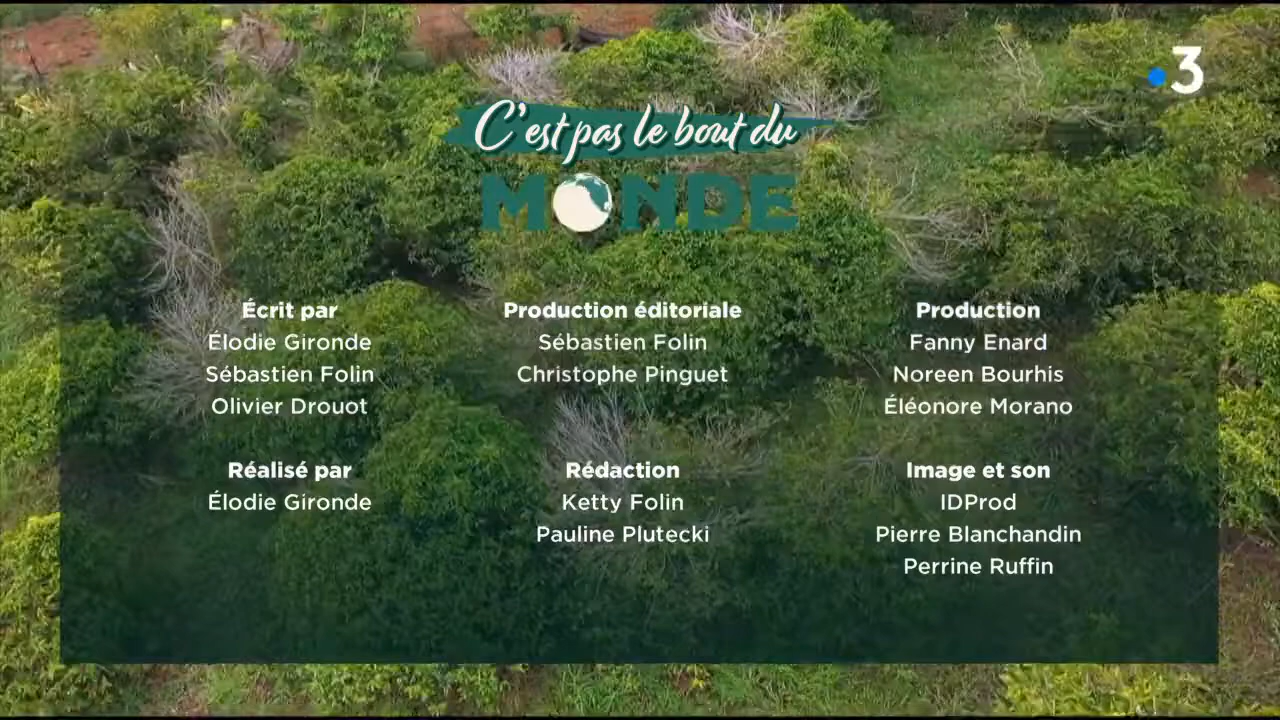 3
C'est pas le bout du
MONDE
Écrit par
Élodie Gironde
Sébastien Folin
Olivier Drouot
Production éditoriale
Sébastien Folin
Christophe Pinguet
Production
Fanny Enard
Noreen Bourhis
Éléonore Morano
Réalisé par
Élodie Gironde
Rédaction
Ketty Folin
Pauline Plutecki
Image et son
IDProd
Pierre Blanchandin
Perrine Ruffin